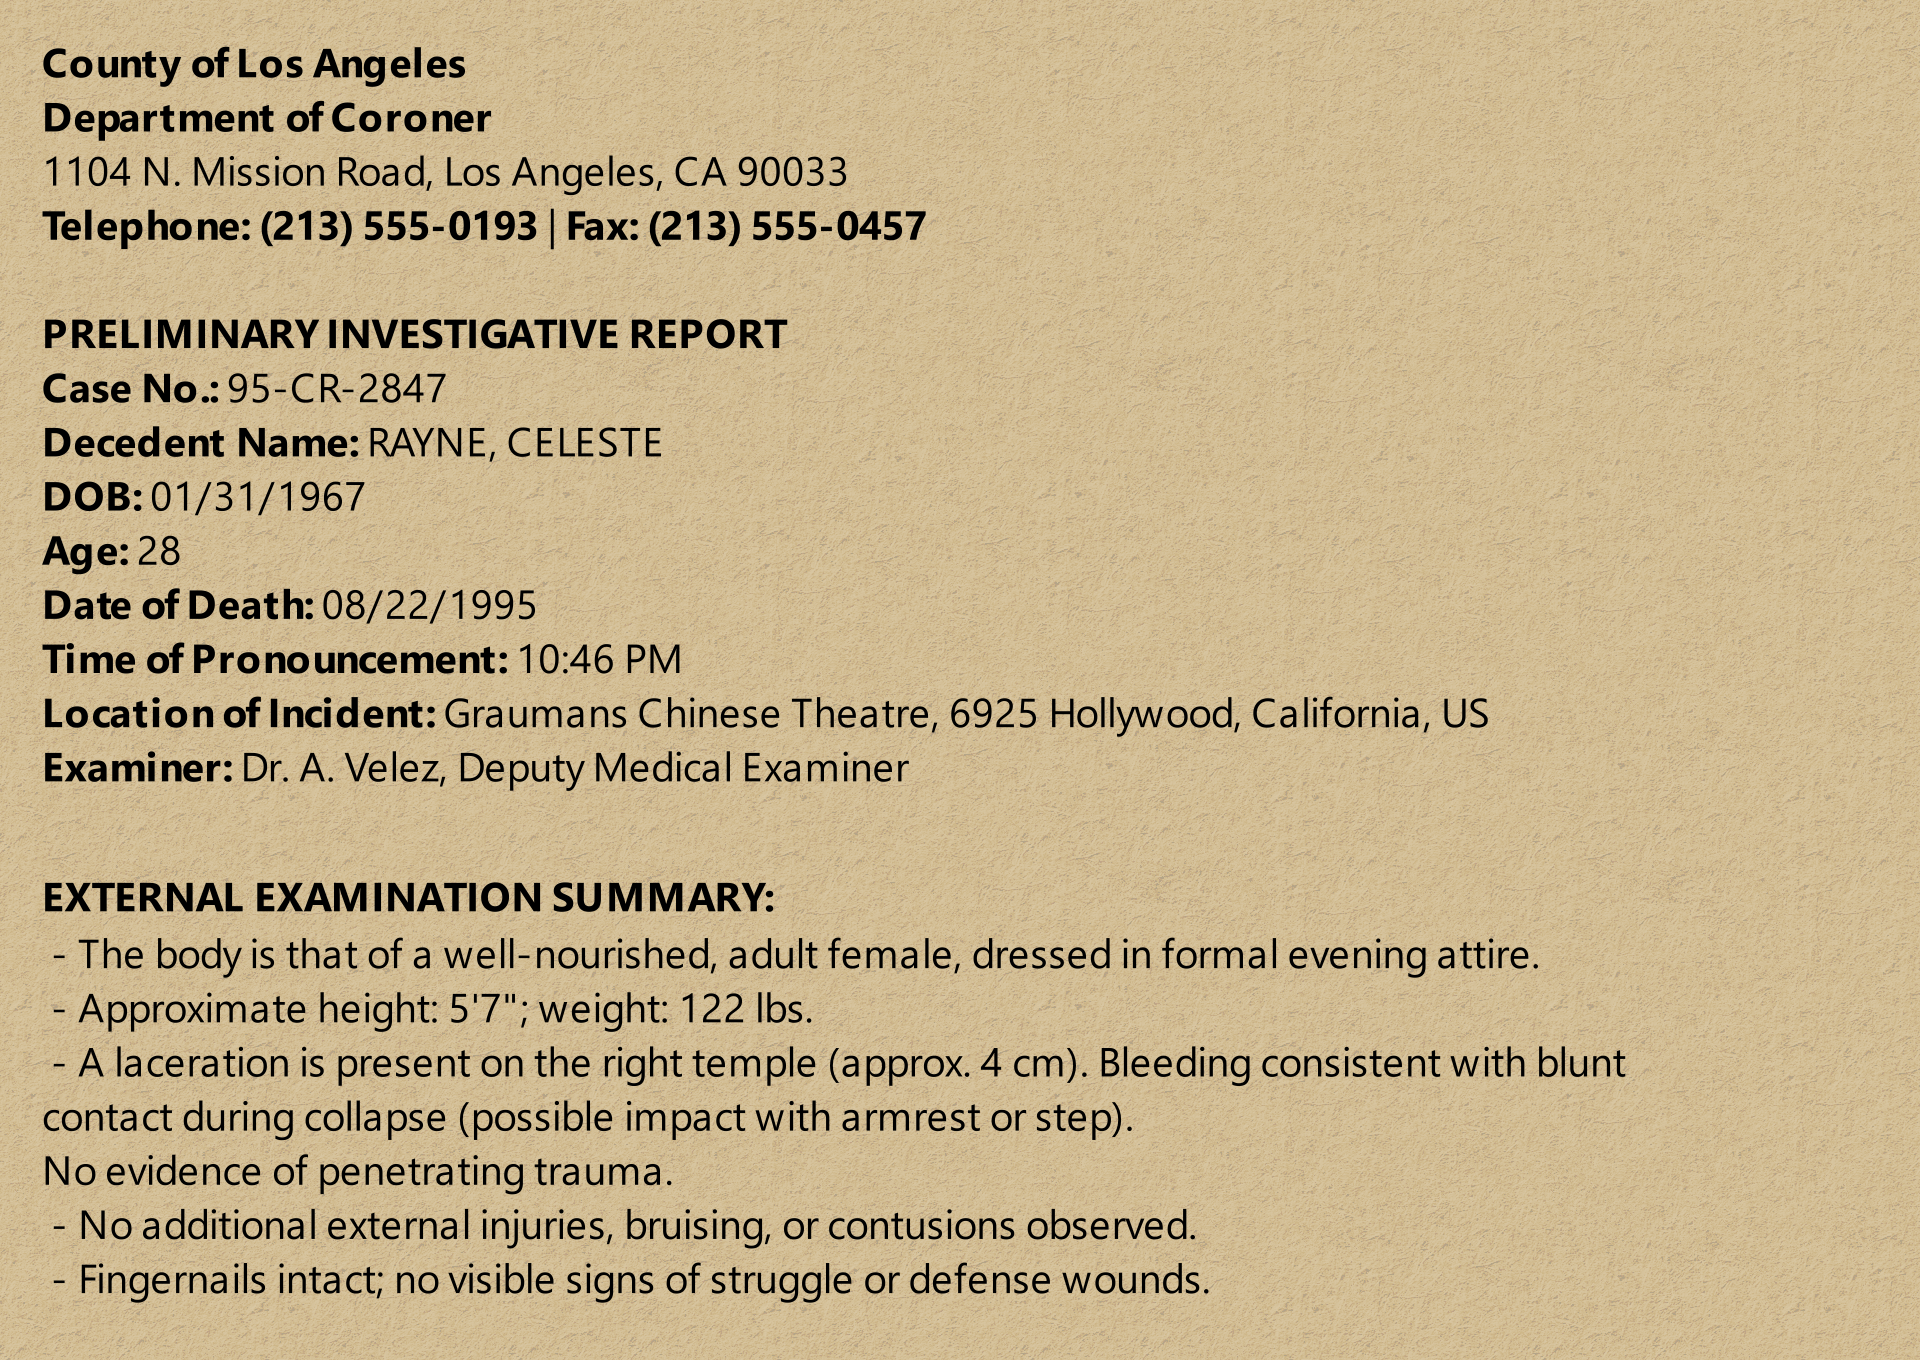 County of Los Angeles
Department of Coroner
1104 N. Mission Road, Los Angeles, CA 90033
Telephone: (213) 555-0193 | Fax: (213) 555-0457
PRELIMINARY INVESTIGATIVE REPORT
Case No.: 95-CR-2847
Decedent Name: RAYNE, CELESTE
DOB: 01/31/1967
Age: 28
Date of Death: 08/22/1995
Time of Pronouncement: 10:46 PM
Location of Incident: Graumans Chinese Theatre, 6925 Hollywood, California, US
Examiner: Dr. A. Velez, Deputy Medical Examiner
EXTERNAL EXAMINATION SUMMARY:
- The body is that of a well-nourished, adult female, dressed in formal evening attire.
- Approximate height: 5'7"; weight: 122 lbs.
- A laceration is present on the right temple (approx. 4 cm). Bleeding consistent with blunt
contact during collapse (possible impact with armrest or step).
No evidence of penetrating trauma.
- No additional external injuries, bruising, or contusions observed.
- Fingernails intact; no visible signs of struggle or defense wounds.